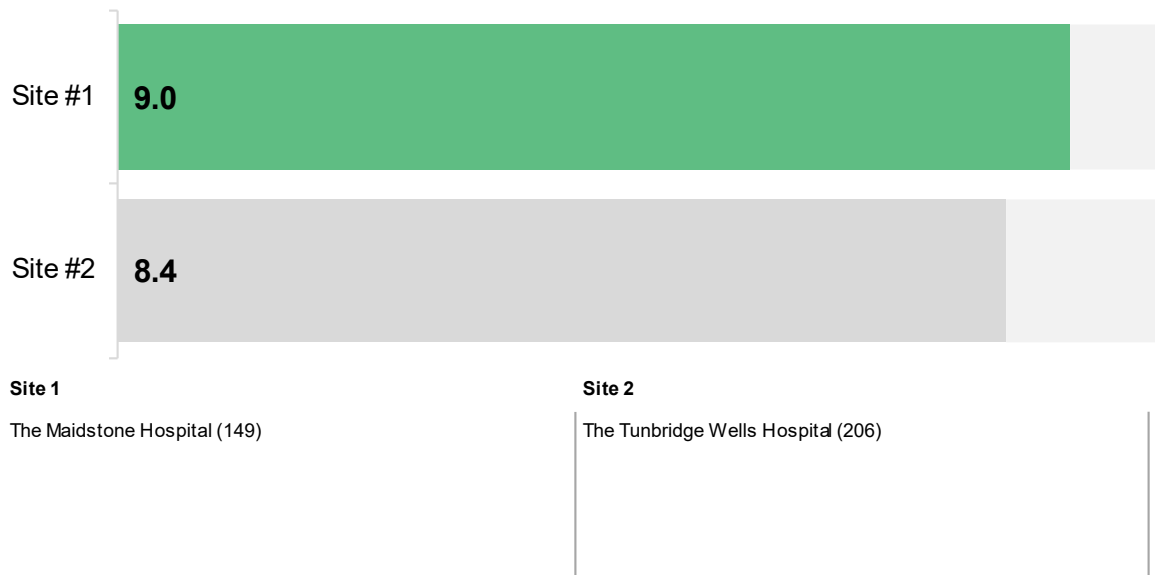 Site #1
9.0
Site #2
8.4
Site 1
Site 2
The Maidstone Hospital (149)
The Tunbridge Wells Hospital (206)